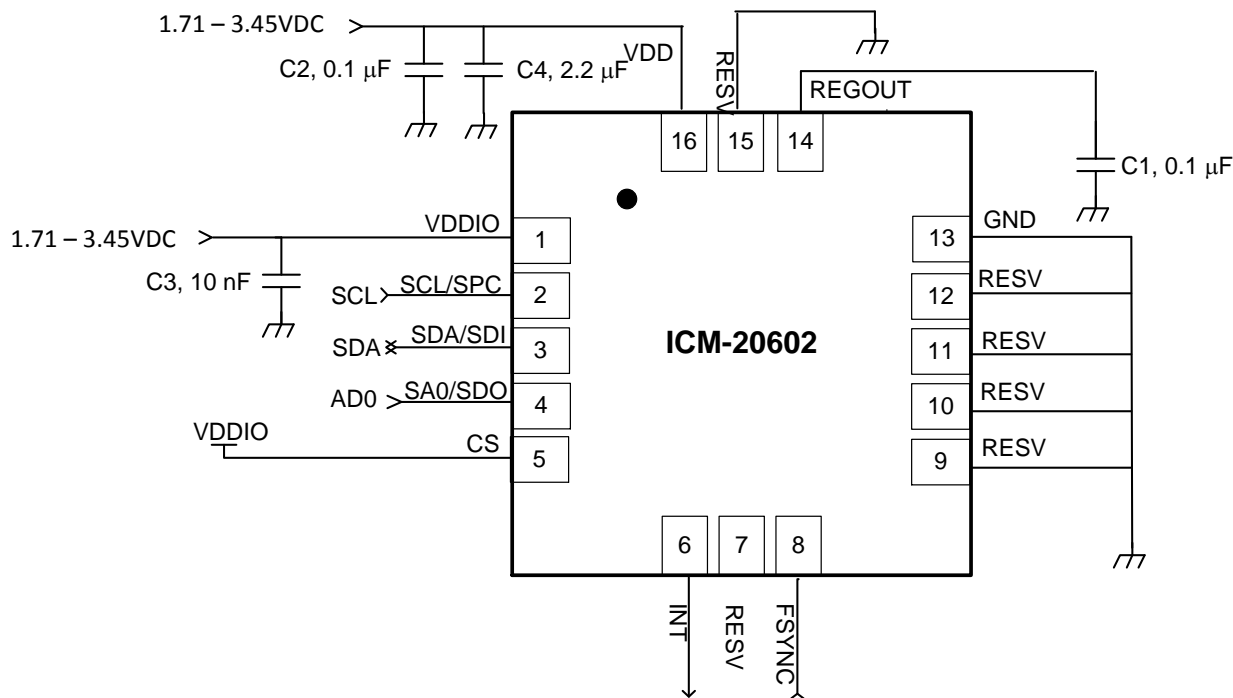 1.71 – 3.45VDC
C2, 0.1 μF
C4, 2.2 μF
VDD
RESV
REGOUT
16
15
14
C1, 0.1 μF
1.71 – 3.45VDC
VDDIO
1
13
GND
C3, 10 nF
SCL
SCL/SPC
2
12
RESV
SDA
SDA/SDI
3
ICM-20602
11
RESV
AD0
SA0/SDO
4
10
RESV
VDDIO
CS
5
9
RESV
6
7
8
INT
RESV
FSYNC